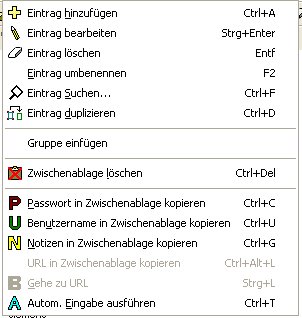 Eintrag hinzufügen Ctrl+A
Eintrag bearbeiten Strg+Enter
Eintrag löschen Entf
Eintrag umbenennen F2
Eintrag Suchen... Ctrl+F
Eintrag duplizieren Ctrl+D
Gruppe einfügen
Zwischenablage löschen Ctrl+Del
P Passwort in Zwischenablage kopieren Ctrl+C
U Benutzername in Zwischenablage kopieren Ctrl+U
N Notizen in Zwischenablage kopieren Ctrl+G
URL in Zwischenablage kopieren Ctrl+Alt+L
B Gehe zu URL Strg+L
A Autom. Eingabe ausführen Ctrl+T